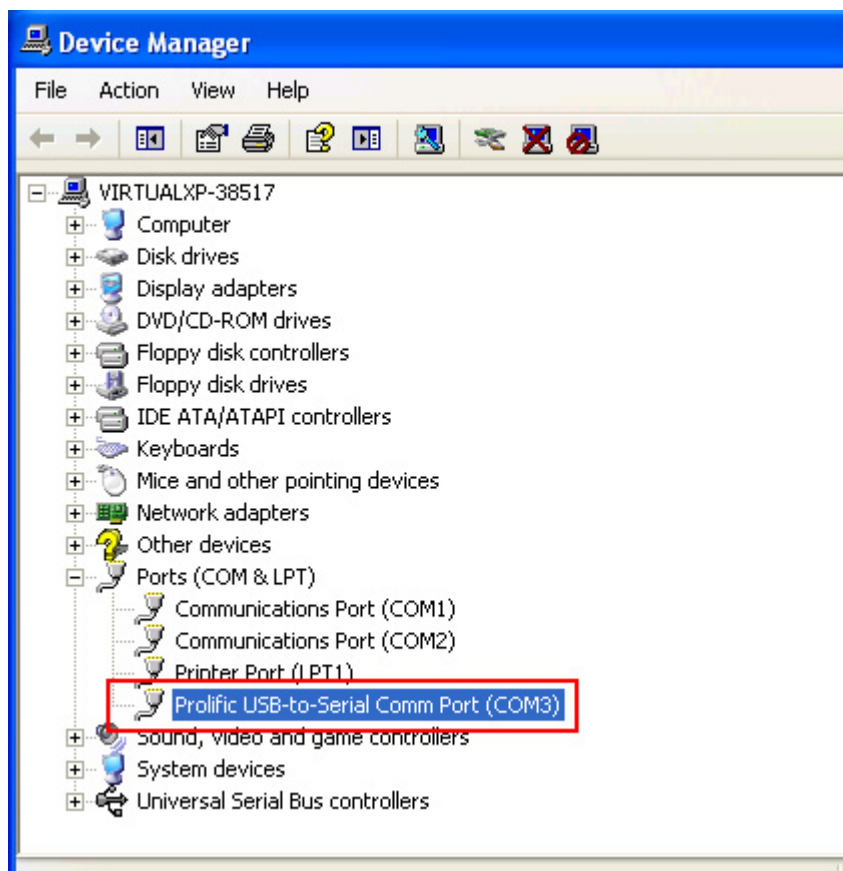 Device Manager
File Action View Help
VIRTUALXP-38517
Computer
Disk drives
Display adapters
DVD/CD-ROM drives
Floppy disk controllers
Floppy disk drives
IDE ATA/ATAPI controllers
Keyboards
Mice and other pointing devices
Network adapters
Other devices
Ports (COM & LPT)
Communications Port (COM1)
Communications Port (COM2)
Printer Port (LPT1)
Prolific USB-to-Serial Comm Port (COM3)
Sound, video and game controllers
System devices
Universal Serial Bus controllers